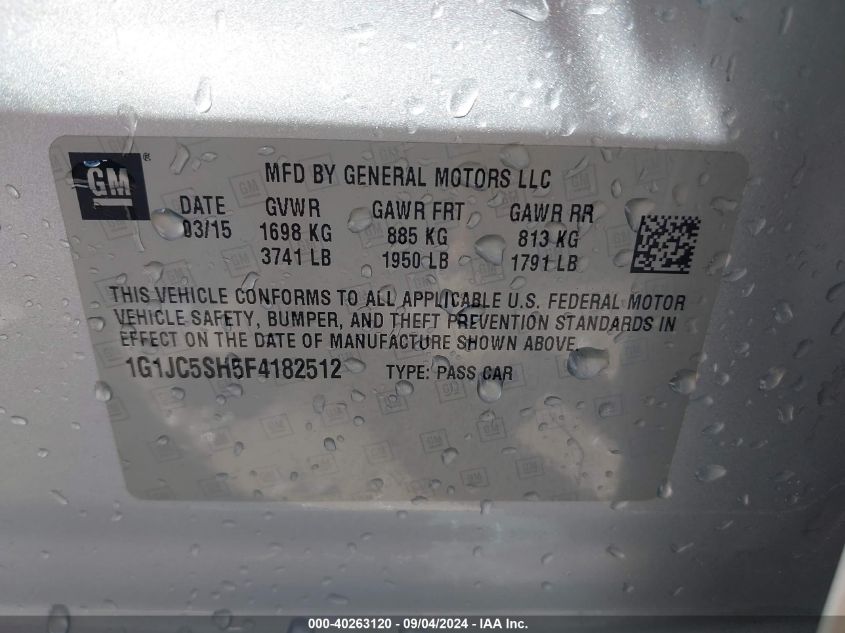 GM ®
MFD BY GENERAL MOTORS LLC
DATE GVWR GAWR FRT GAWR RR
03/15 1698 KG 885 KG 813 KG
3741 LB 1950 LB 1791 LB
THIS VEHICLE CONFORMS TO ALL APPLICABLE U.S. FEDERAL MOTOR
VEHICLE SAFETY, BUMPER, AND THEFT PREVENTION STANDARDS IN
EFFECT ON THE DATE OF MANUFACTURE SHOWN ABOVE.
1G1JC5SH5F4182512 TYPE: PASS CAR
000-40263120 - 09/04/2024 - IAA Inc.